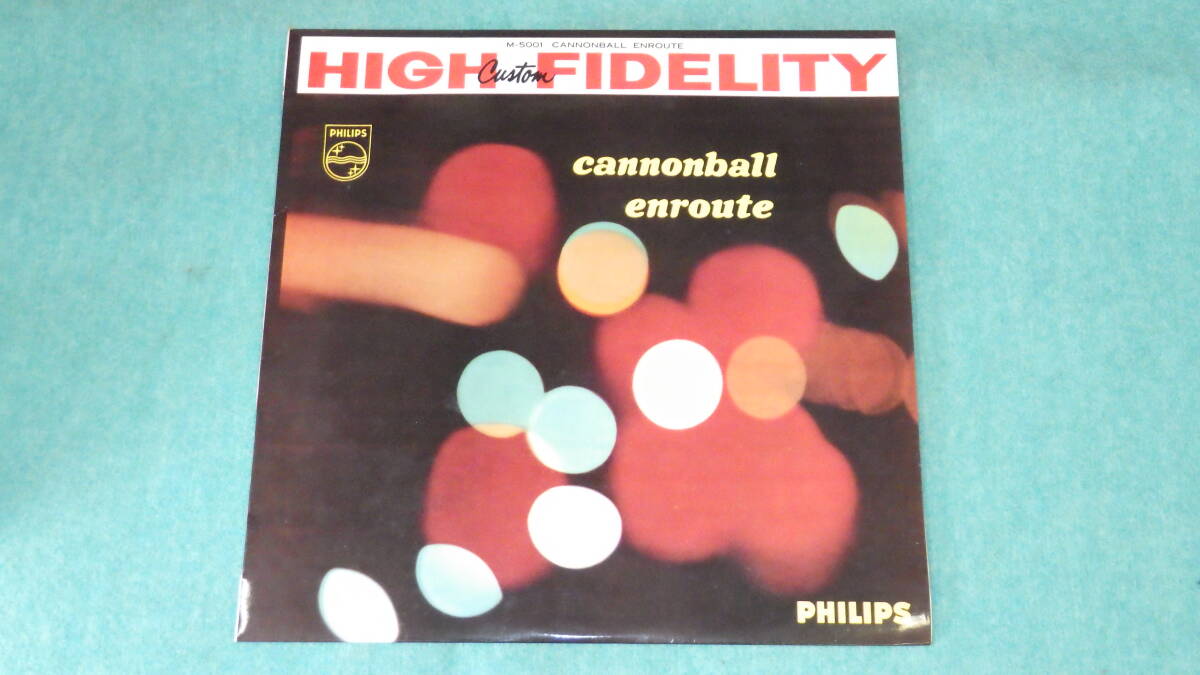 M-5001 CANNONBALL ENROUTE
HIGH Custom FIDELITY
PHILIPS
cannonball
enroute
PHILIPS